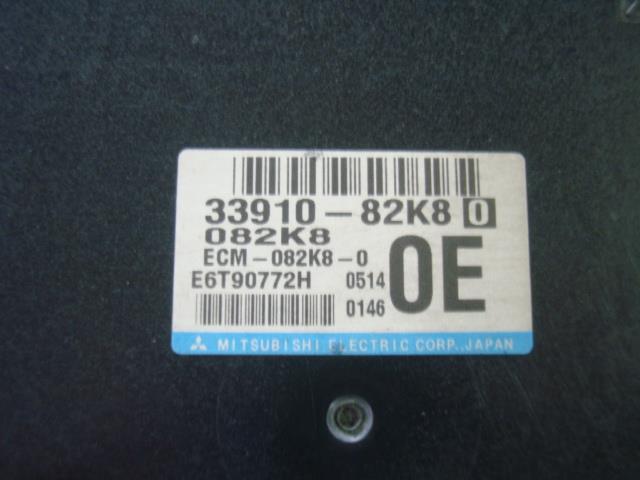 33910-82K8 0
082K8
ECM-082K8-0
E6T90772H 0514 0E
0146
MITSUBISHI ELECTRIC CORP., JAPAN